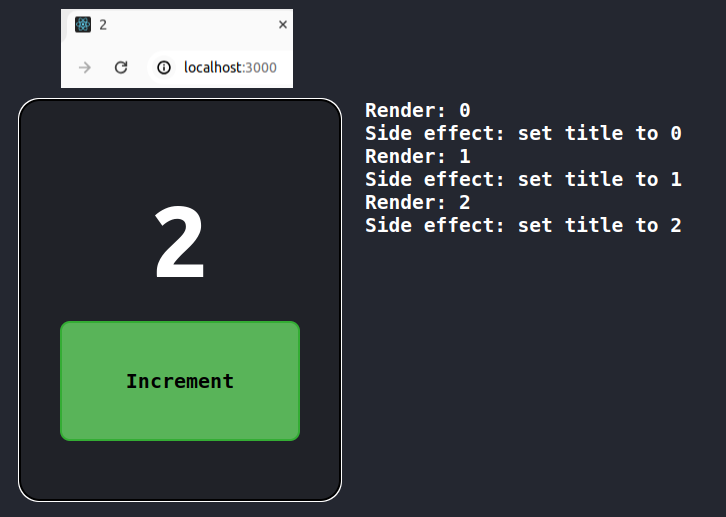 2
localhost:3000
2
Increment
Render: 0
Side effect: set title to 0
Render: 1
Side effect: set title to 1
Render: 2
Side effect: set title to 2